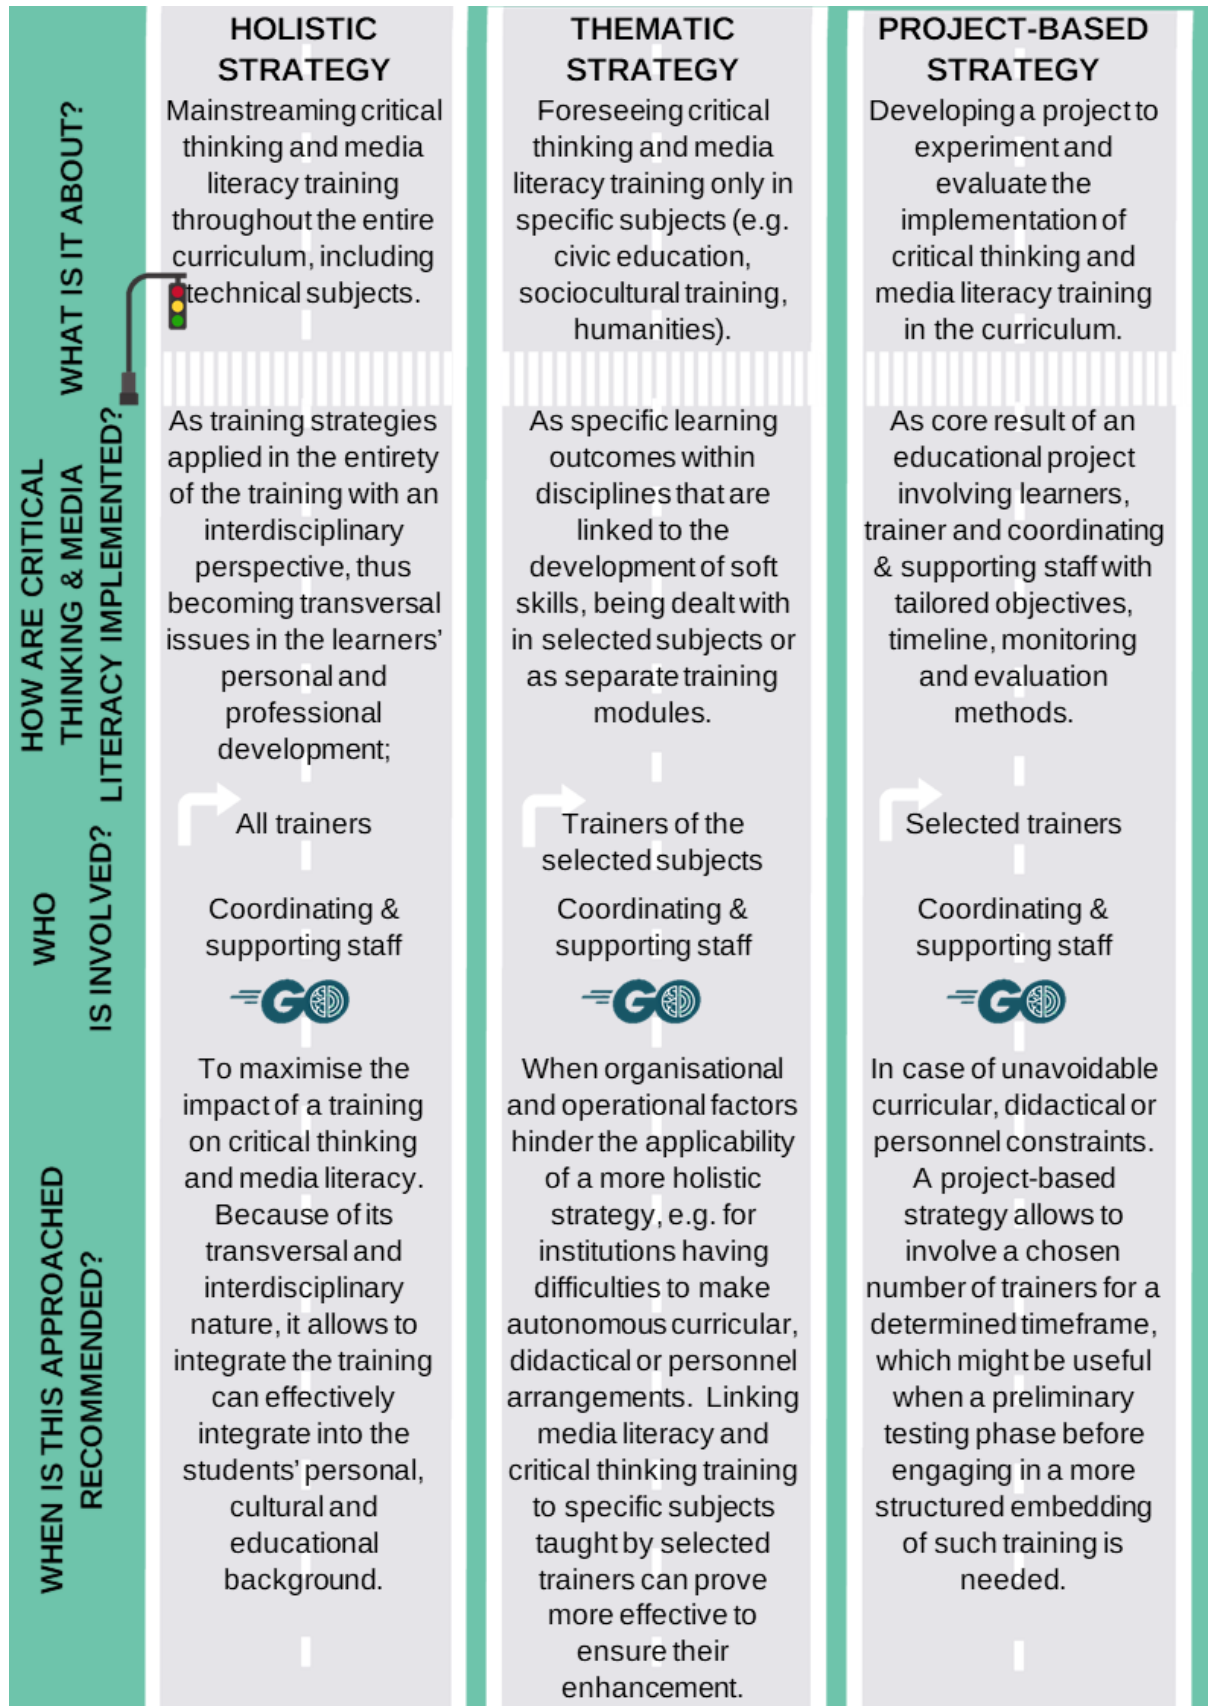 HOLISTIC
STRATEGY
THEMATIC
STRATEGY
PROJECT-BASED
STRATEGY
WHAT IS IT ABOUT?
Mainstreaming critical
thinking and media
literacy training
throughout the entire
curriculum, including
technical subjects.
Foreseeing critical
thinking and media
literacy training only in
specific subjects (e.g.
civic education,
sociocultural training,
humanities).
Developing a project to
experiment and
evaluate the
implementation of
critical thinking and
media literacy training
in the curriculum.
HOW ARE CRITICAL
THINKING & MEDIA
LITERACY IMPLEMENTED?
As training strategies
applied in the entirety
of the training with an
interdisciplinary
perspective, thus
becoming transversal
issues in the learners’
personal and
professional
development;
As specific learning
outcomes within
disciplines that are
linked to the
development of soft
skills, being dealt with
in selected subjects or
as separate training
modules.
As core result of an
educational project
involving learners,
trainer and coordinating
& supporting staff with
tailored objectives,
timeline, monitoring
and evaluation
methods.
WHO
IS INVOLVED?
All trainers
Coordinating &
supporting staff
GO
Trainers of the
selected subjects
Coordinating &
supporting staff
GO
Selected trainers
Coordinating &
supporting staff
GO
WHEN IS THIS APPROACHED
RECOMMENDED?
To maximise the
impact of a training
on critical thinking
and media literacy.
Because of its
transversal and
interdisciplinary
nature, it allows to
integrate the training
can effectively
integrate into the
students’ personal,
cultural and
educational
background.
When organisational
and operational factors
hinder the applicability
of a more holistic
strategy, e.g. for
institutions having
difficulties to make
autonomous curricular,
didactical or personnel
arrangements. Linking
media literacy and
critical thinking training
to specific subjects
taught by selected
trainers can prove
more effective to
ensure their
enhancement.
In case of unavoidable
curricular, didactical or
personnel constraints.
A project-based
strategy allows to
involve a chosen
number of trainers for a
determined timeframe,
which might be useful
when a preliminary
testing phase before
engaging in a more
structured embedding
of such training is
needed.